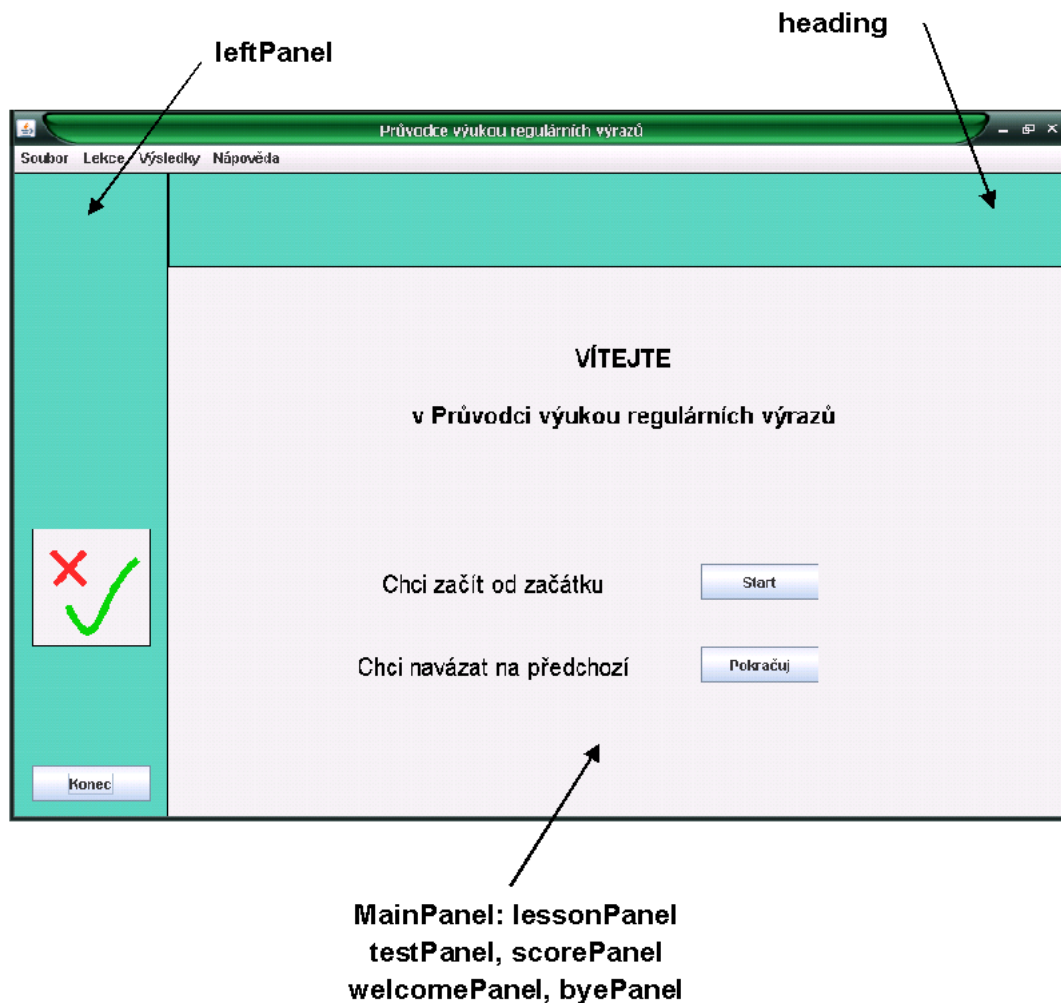 heading
leftPanel
Průvodce výukou regulárních výrazů
Soubor Lekce Výsledky Nápověda
VÍTEJTE
v Průvodci výukou regulárních výrazů
Chci začít od začátku Start
Chci navázat na předchozí Pokračuj
Konec
MainPanel: lessonPanel
testPanel, scorePanel
welcomePanel, byePanel